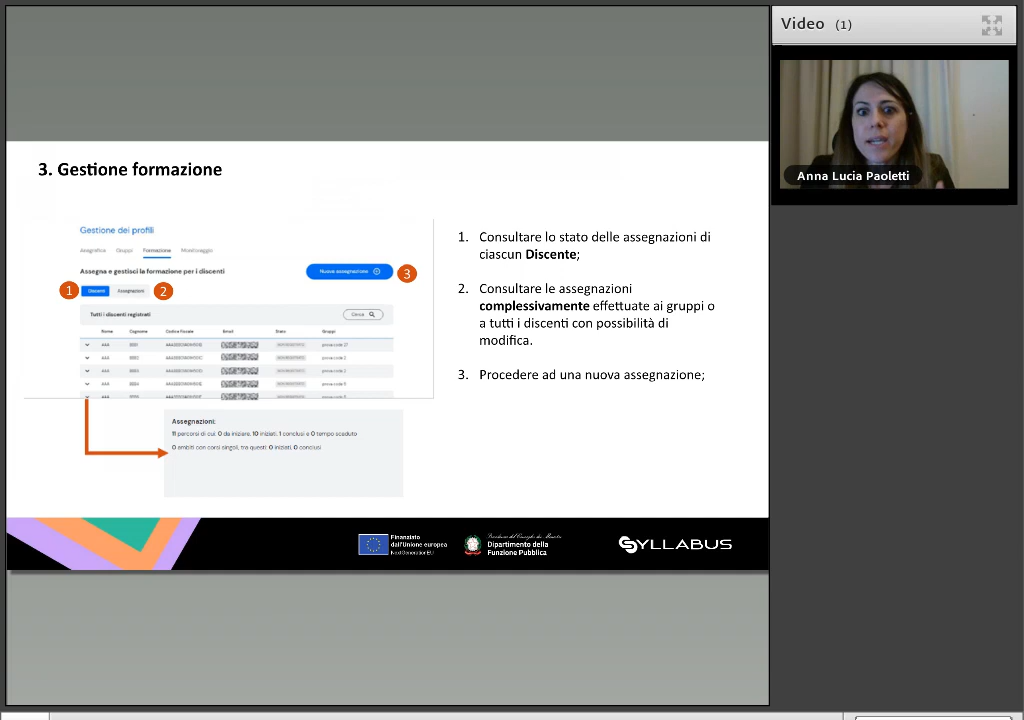 Video (1)
Anna Lucia Paoletti
3. Gestione formazione
Gestione dei profili
Anagrafica Gruppi Formazione Monitoraggio
Assegna e gestisci la formazione per i discenti
Nuova assegnazione
3
1
Discenti
Assegnazioni
2
Tutti i discenti registrati
Cerca
Nome Cognome Codice fiscale Email Stato Gruppi
Assegnazioni:
11 percorsi di cui: 0 da iniziare, 10 iniziati, 1 conclusi e 0 tempo scaduto
0 ambiti con corsi singoli, tra questi: 0 iniziati, 0 conclusi
1. Consultare lo stato delle assegnazioni di
ciascun Discente;
2. Consultare le assegnazioni
complessivamente effettuate ai gruppi o
a tutti i discenti con possibilità di
modifica.
3. Procedere ad una nuova assegnazione;
Finanziato
dall'Unione europea
NextGenerationEU
Presidenza del Consiglio dei Ministri
Dipartimento della
Funzione Pubblica
SYLLABUS